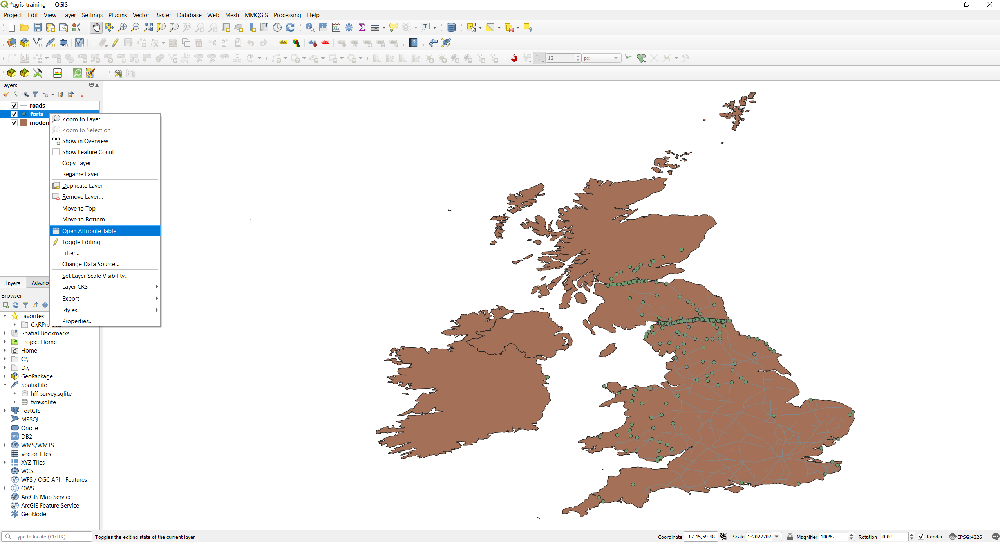 *qgis_training — QGIS
Project Edit View Layer Settings Plugins Vector Raster Database Web Mesh MMQGIS Processing Help
12 px
Layers
roads
forts
modern
Zoom to Layer
Zoom to Selection
Show in Overview
Show Feature Count
Copy Layer
Rename Layer
Duplicate Layer
Remove Layer...
Move to Top
Move to Bottom
Open Attribute Table
Toggle Editing
Filter...
Change Data Source...
Set Layer Scale Visibility...
Layer CRS
Export
Styles
Properties...
Layers Advance
Browser
Favorites
C:\RProjects
Spatial Bookmarks
Project Home
Home
C:\
D:\
GeoPackage
SpatiaLite
hff_survey.sqlite
tyre.sqlite
PostGIS
MSSQL
Oracle
DB2
WMS/WMTS
Vector Tiles
XYZ Tiles
WCS
WFS / OGC API - Features
OWS
ArcGIS Map Service
ArcGIS Feature Service
GeoNode
Type to locate (Ctrl+K) Toggles the editing state of the current layer Coordinate -17.45,59.48 Scale 1:2027707 Magnifier 100% Rotation 0.0 ° Render EPSG:4326